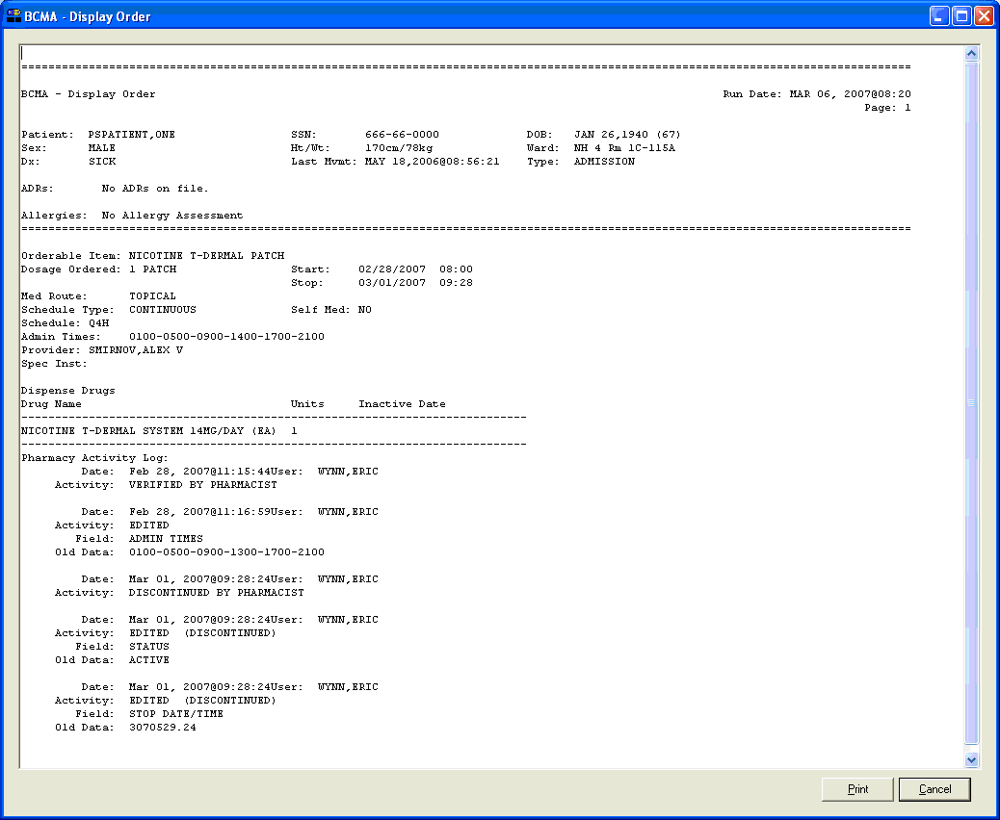 BCMA - Display Order
===================================================================================================================================
BCMA - Display Order Run Date: MAR 06, 2007@08:20
Page: 1
Patient: PSPATIENT,ONE SSN: 666-66-0000 DOB: JAN 26,1940 (67)
Sex: MALE Ht/Wt: 170cm/78kg Ward: NH 4 Rm 1C-115A
Dx: SICK Last Mvmt: MAY 18,2006@08:56:21 Type: ADMISSION
ADRs: No ADRs on file.
Allergies: No Allergy Assessment
===================================================================================================================================
Orderable Item: NICOTINE T-DERMAL PATCH
Dosage Ordered: 1 PATCH Start: 02/28/2007 08:00
Stop: 03/01/2007 09:28
Med Route: TOPICAL
Schedule Type: CONTINUOUS Self Med: NO
Schedule: Q4H
Admin Times: 0100-0500-0900-1400-1700-2100
Provider: SMIRNOV,ALEX V
Spec Inst:
Dispense Drugs
Drug Name Units Inactive Date
---------------------------------------------------------------------------
NICOTINE T-DERMAL SYSTEM 14MG/DAY (EA) 1
---------------------------------------------------------------------------
Pharmacy Activity Log:
Date: Feb 28, 2007@11:15:44User: WYNN,ERIC
Activity: VERIFIED BY PHARMACIST
Date: Feb 28, 2007@11:16:59User: WYNN,ERIC
Activity: EDITED
Field: ADMIN TIMES
Old Data: 0100-0500-0900-1300-1700-2100
Date: Mar 01, 2007@09:28:24User: WYNN,ERIC
Activity: DISCONTINUED BY PHARMACIST
Date: Mar 01, 2007@09:28:24User: WYNN,ERIC
Activity: EDITED (DISCONTINUED)
Field: STATUS
Old Data: ACTIVE
Date: Mar 01, 2007@09:28:24User: WYNN,ERIC
Activity: EDITED (DISCONTINUED)
Field: STOP DATE/TIME
Old Data: 3070529.24
Print Cancel